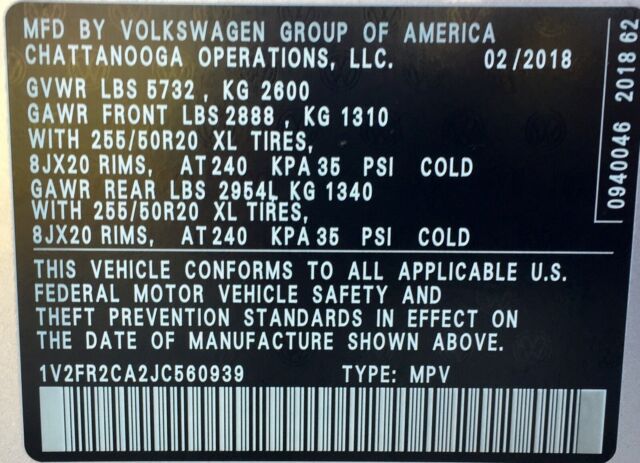 MFD BY VOLKSWAGEN GROUP OF AMERICA
CHATTANOOGA OPERATIONS, LLC. 02/2018
GVWR LBS 5732, KG 2600
GAWR FRONT LBS 2888, KG 1310
WITH 255/50R20 XL TIRES,
8JX20 RIMS, AT 240 KPA 35 PSI COLD
GAWR REAR LBS 2954L KG 1340
WITH 255/50R20 XL TIRES,
8JX20 RIMS, AT 240 KPA 35 PSI COLD
THIS VEHICLE CONFORMS TO ALL APPLICABLE U.S.
FEDERAL MOTOR VEHICLE SAFETY AND
THEFT PREVENTION STANDARDS IN EFFECT ON
THE DATE OF MANUFACTURE SHOWN ABOVE.
1V2FR2CA2JC560939 TYPE: MPV
0940046 2018 62